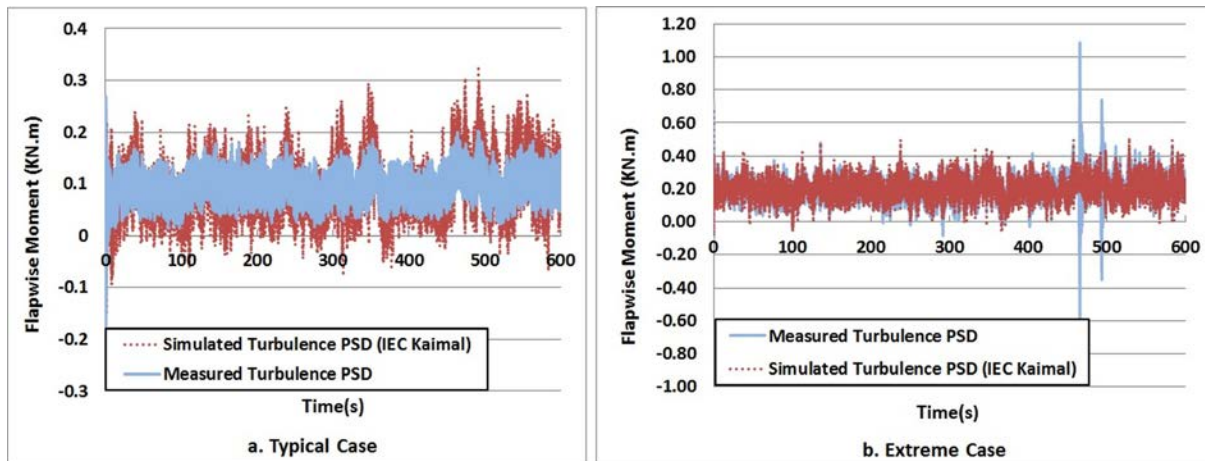 0.4
0.3
0.2
0.1
0
-0.1
-0.2
-0.3
0 100 200 300 400 500 600
Flapwise Moment (KN.m)
Simulated Turbulence PSD (IEC Kaimal)
Measured Turbulence PSD
Time(s)
a. Typical Case
1.20
1.00
0.80
0.60
0.40
0.20
0.00
-0.20
-0.40
-0.60
-0.80
-1.00
0 100 200 300 400 500 600
Flapwise Moment (KN.m)
Measured Turbulence PSD
Simulated Turbulence PSD (IEC Kaimal)
Time(s)
b. Extreme Case